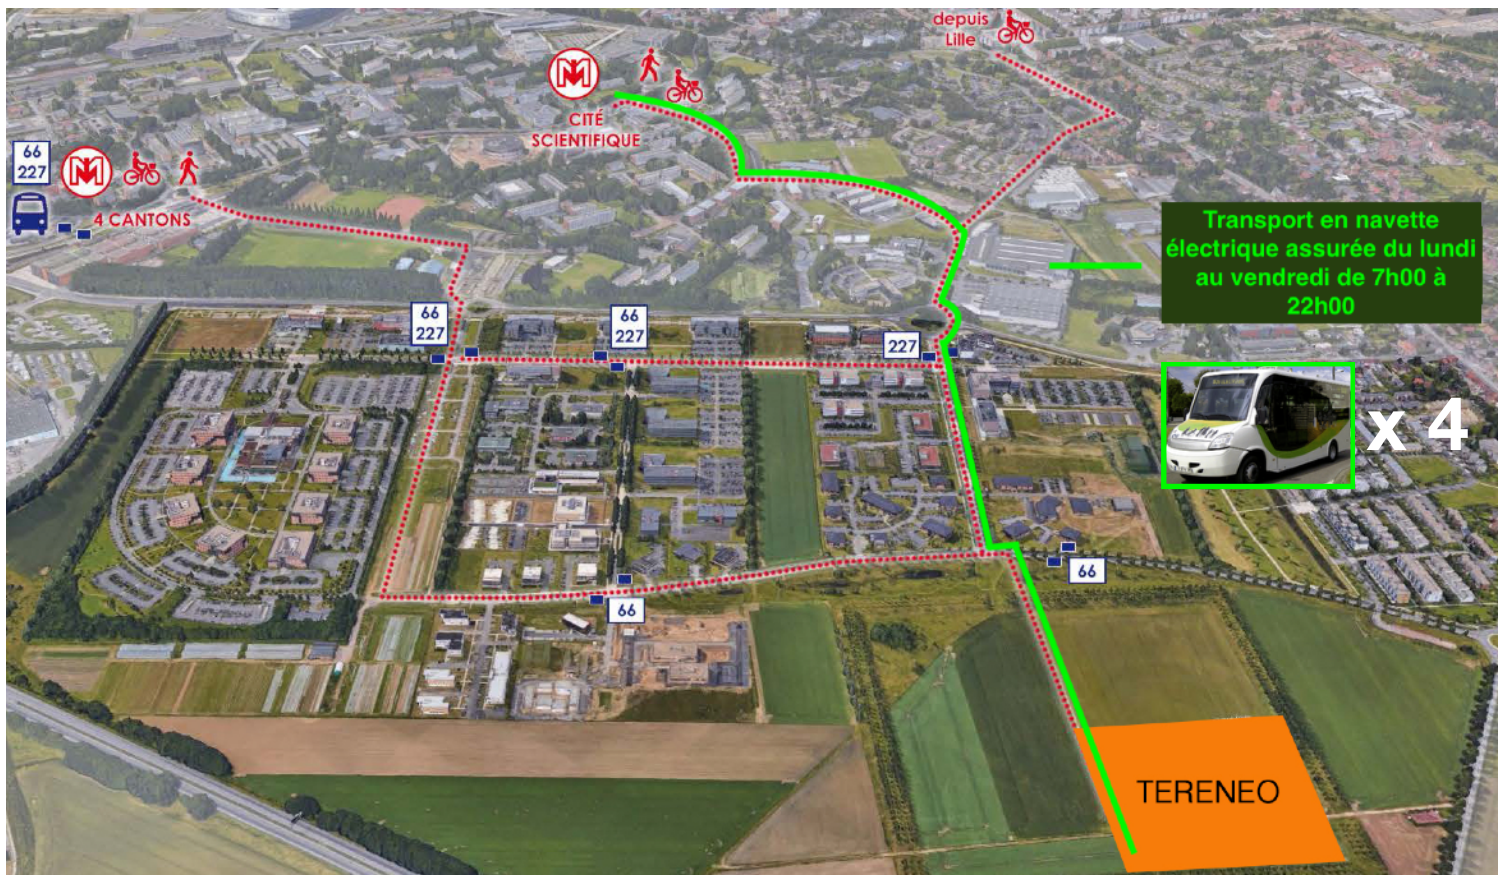 depuis
Lille
CITÉ
SCIENTIFIQUE
66
227
4 CANTONS
Transport en navette
électrique assurée du lundi
au vendredi de 7h00 à
22h00
66
227
66
227
227
x 4
66
66
TERENEO